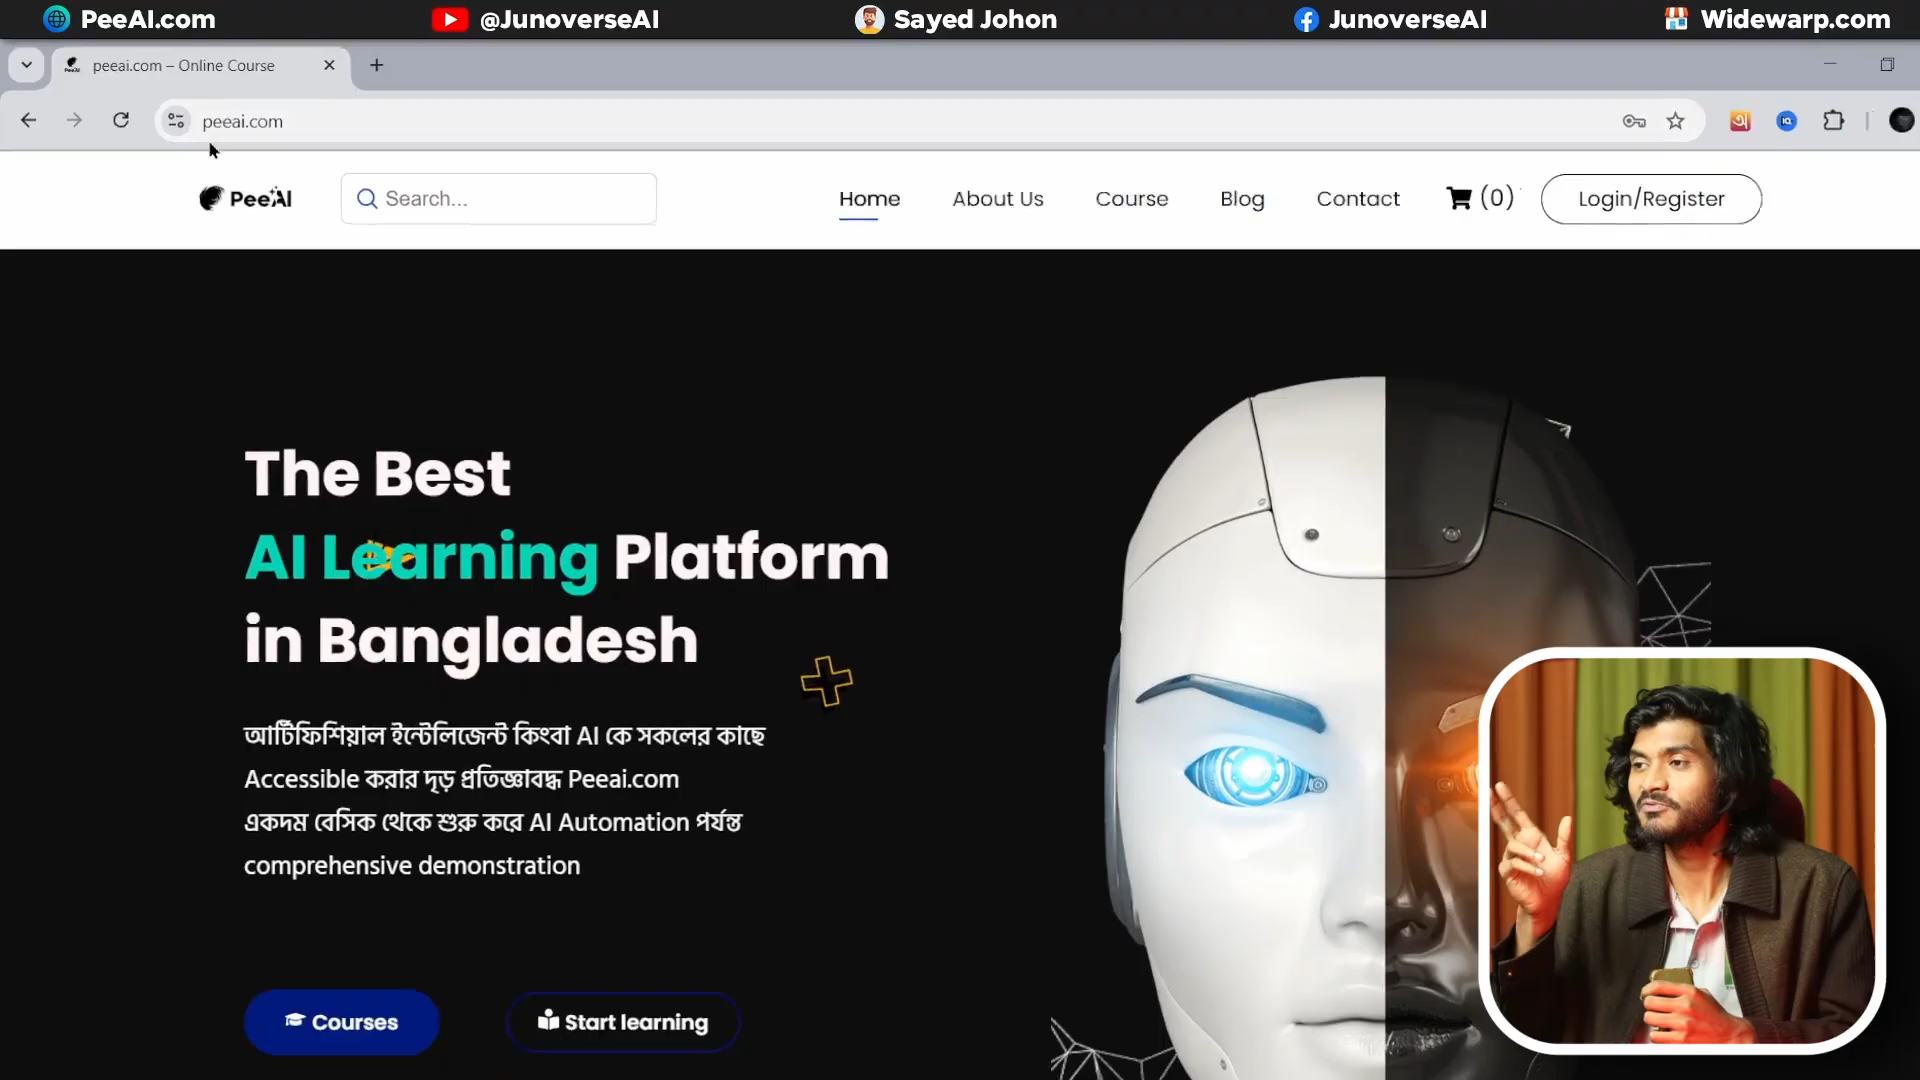 PeeAI.com @JunoverseAI Sayed Johon JunoverseAI Widewarp.com
peeai.com – Online Course
peeai.com
PeeAI Search... Home About Us Course Blog Contact (0) Login/Register
The Best
AI Learning Platform
in Bangladesh
আর্টিফিশিয়াল ইন্টেলিজেন্ট কিংবা AI কে সকলের কাছে
Accessible করার দৃঢ় প্রতিজ্ঞাবদ্ধ Peeai.com
একদম বেসিক থেকে শুরু করে AI Automation পর্যন্ত
comprehensive demonstration
Courses Start learning